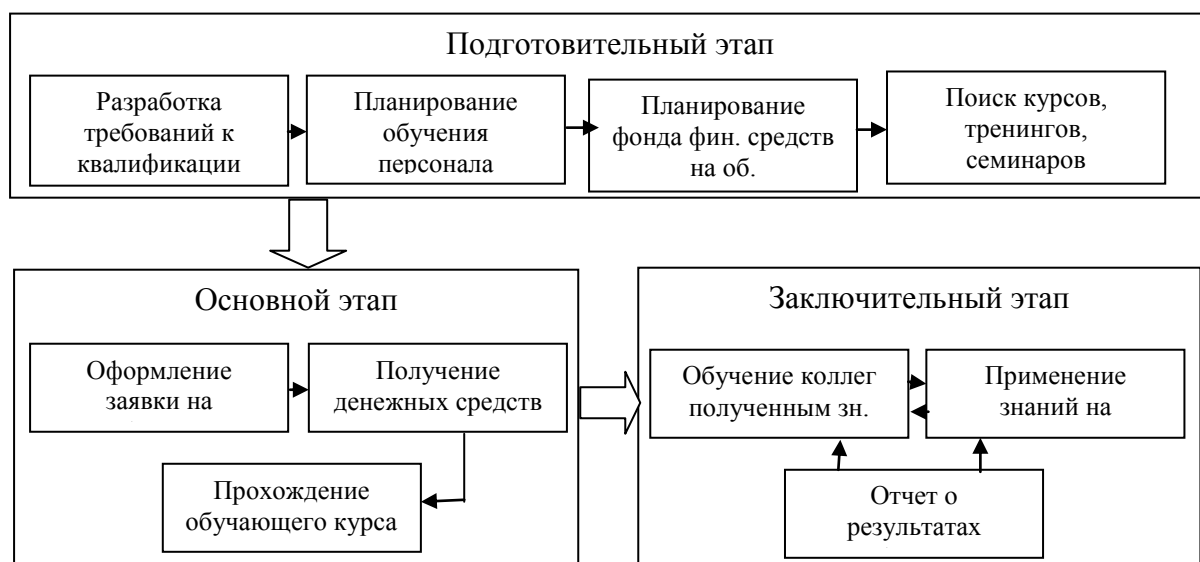 Подготовительный этап
Разработка
требований к
квалификации
Планирование
обучения
персонала
Планирование
фонда фин. средств
на об.
Поиск курсов,
тренингов,
семинаров
Основной этап
Оформление
заявки на
Получение
денежных средств
Прохождение
обучающего курса
Заключительный этап
Обучение коллег
полученным зн.
Применение
знаний на
Отчет о
результатах